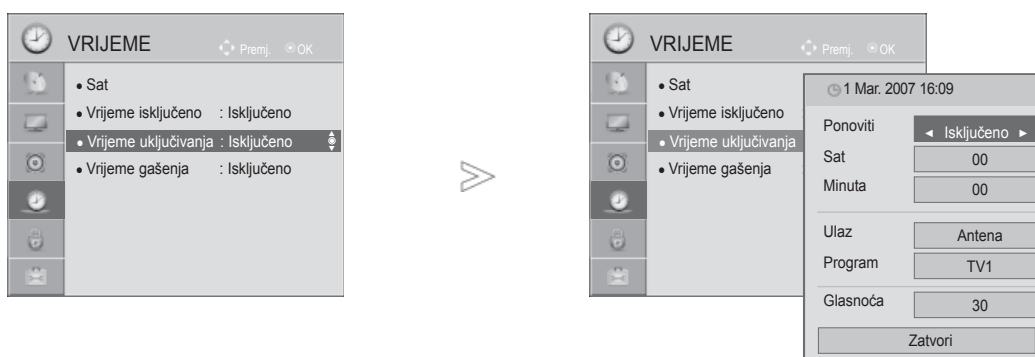 VRIJEME Premj. OK
• Sat
• Vrijeme isključeno : Isključeno
• Vrijeme uključivanja : Isključeno
• Vrijeme gašenja : Isključeno
VRIJEME Premj. OK
• Sat
• Vrijeme isključeno :
• Vrijeme uključivanja
• Vrijeme gašenja
1 Mar. 2007 16:09
Ponoviti ◄ Isključeno ►
Sat 00
Minuta 00
Ulaz Antena
Program TV1
Glasnoća 30
Zatvori